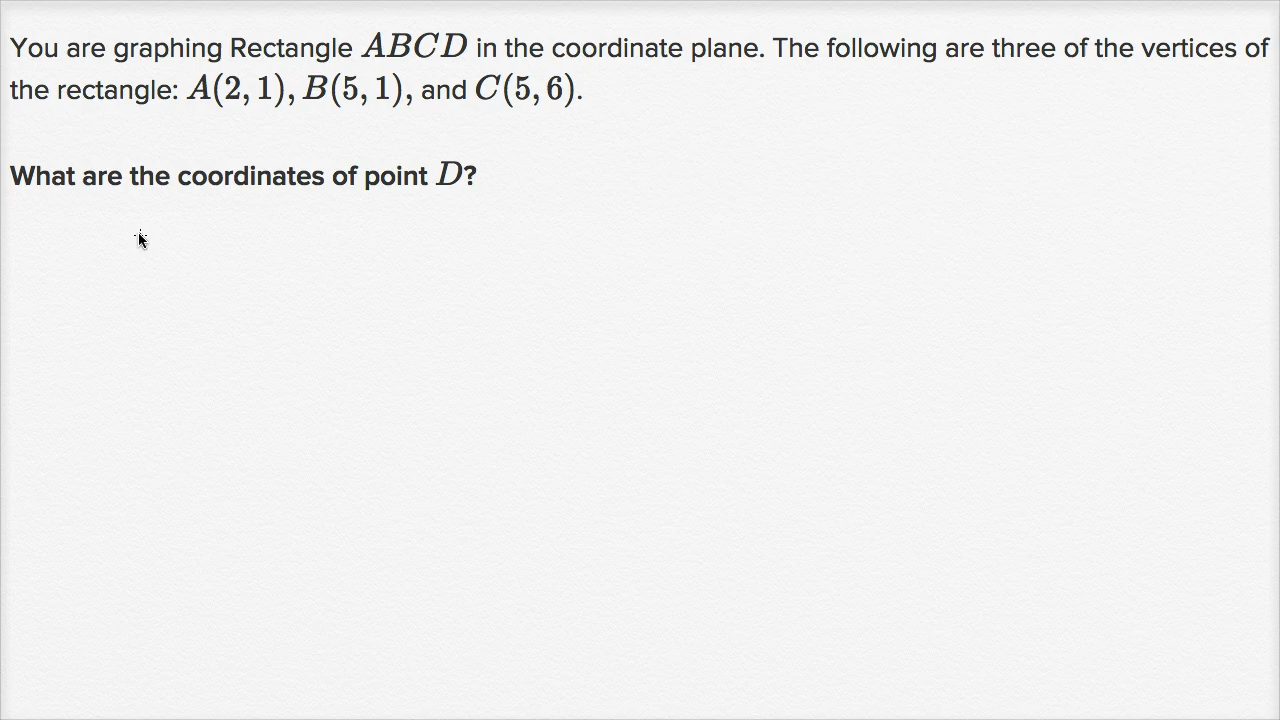 You are graphing Rectangle ABCD in the coordinate plane. The following are three of the vertices of
the rectangle: A(2, 1), B(5, 1), and C(5, 6).
What are the coordinates of point D?